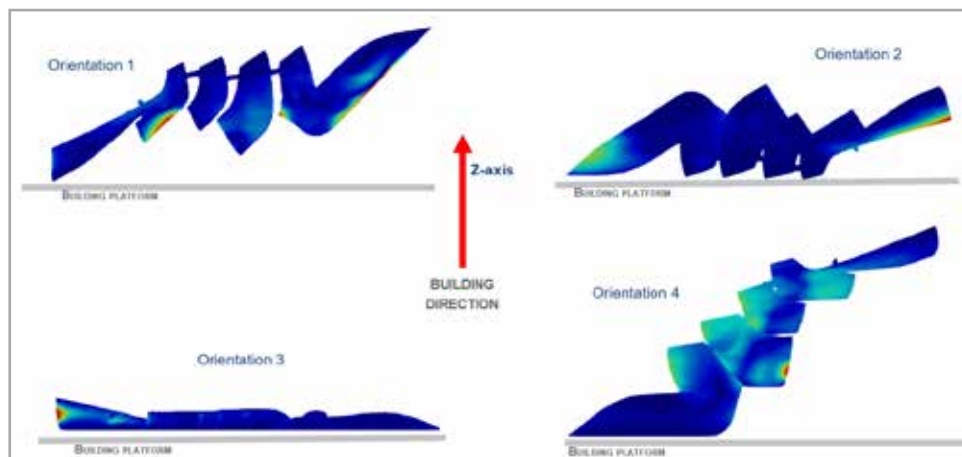 Orientation 1
BUILDING PLATFORM
Orientation 2
BUILDING PLATFORM
Z-axis
BUILDING
DIRECTION
Orientation 3
BUILDING PLATFORM
Orientation 4
BUILDING PLATFORM